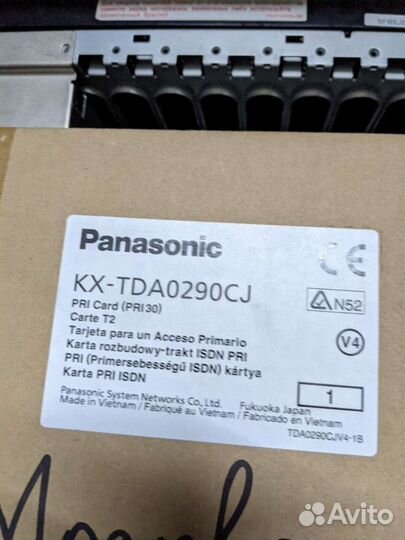 Panasonic
CE
KX-TDA0290CJ
N52
PRI Card (PRI30)
Carte T2
Tarjeta para un Acceso Primario
Karta rozbudowy-trakt ISDN PRI
PRI (Primersebességű ISDN) kártya
Karta PRI ISDN
V4
1
Panasonic System Networks Co., Ltd. Fukuoka Japan
Made in Vietnam / Fabriqué au Vietnam / Fabricado en Vietnam
TDA0290CJV4-1B
Avito